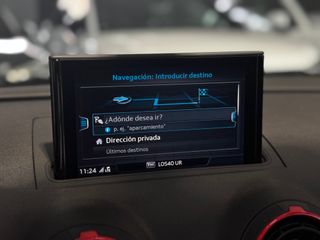 Navegación: Introducir destino
¿Adónde desea ir?
p. ej. "aparcamiento"
Dirección privada
Últimos destinos
11:24
LOS40 UR